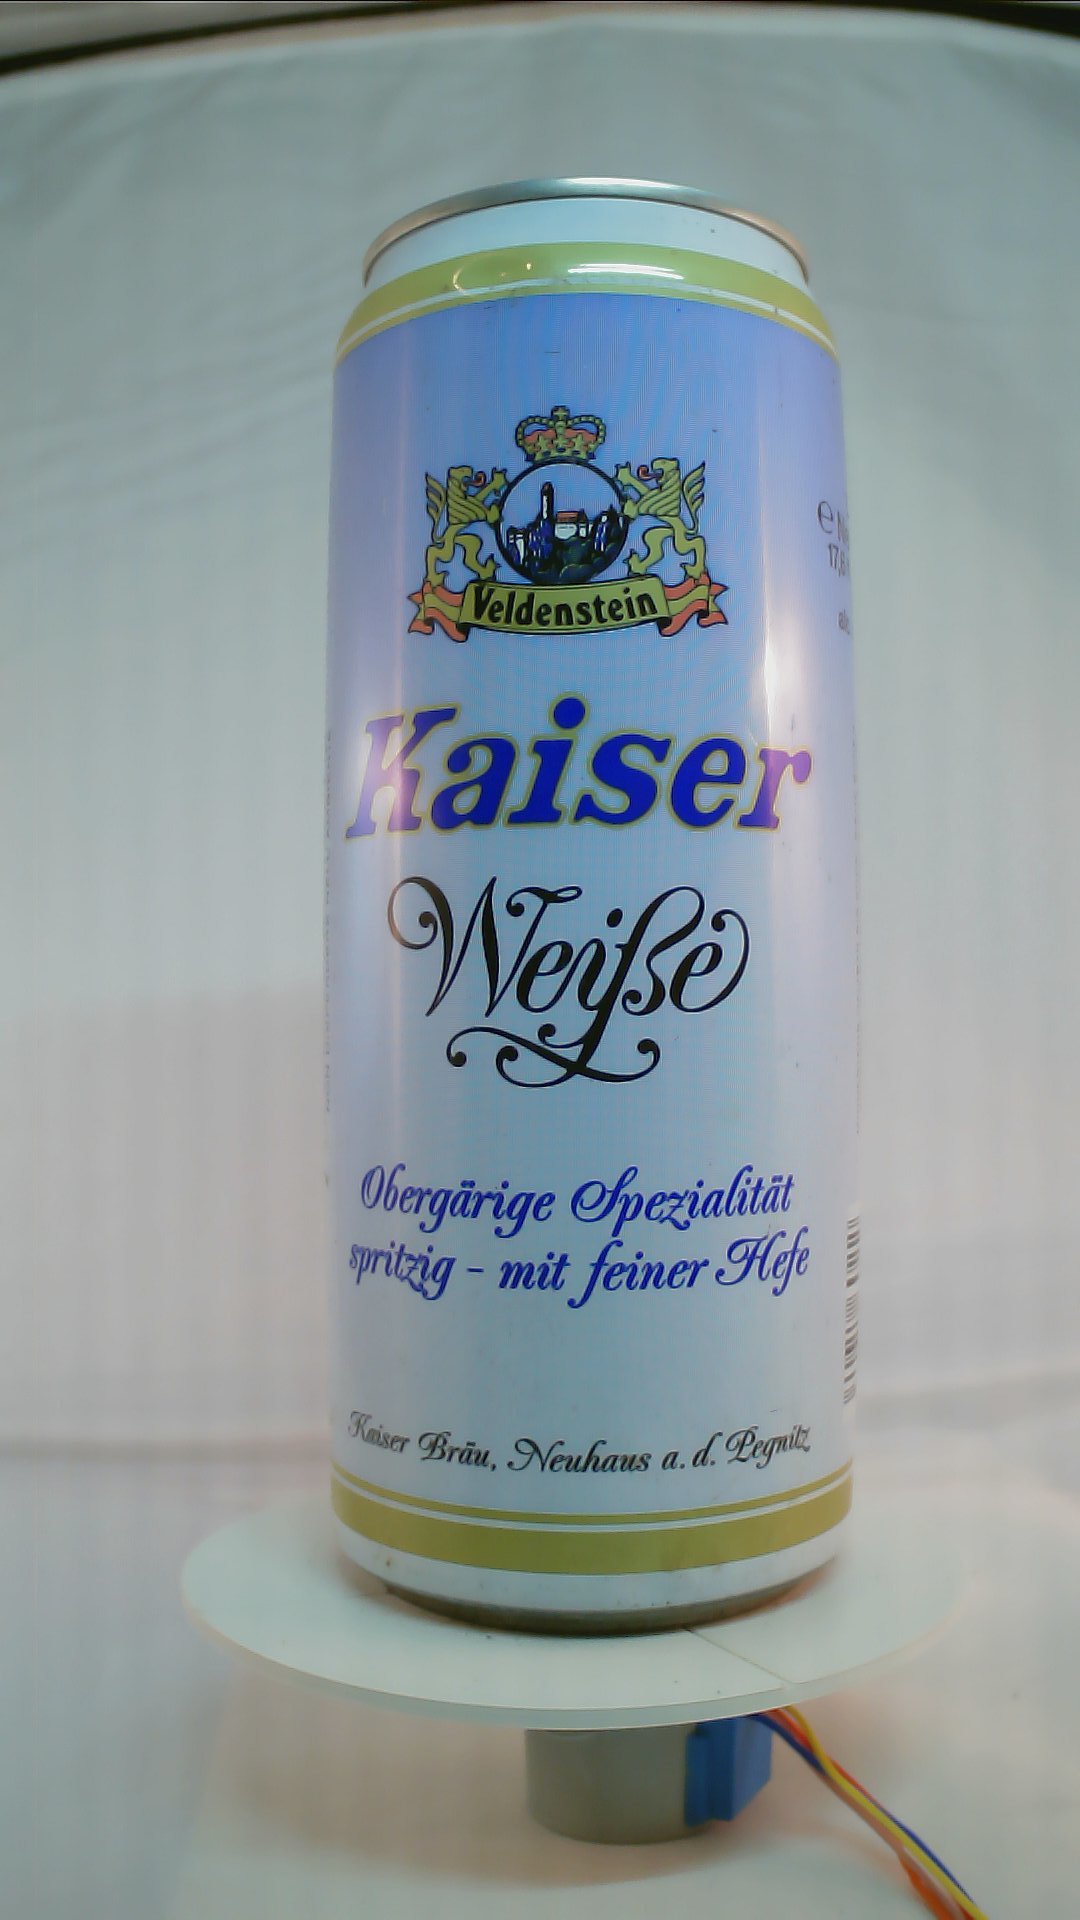 Veldenstein
Kaiser
Weiße
Obergärige Spezialität
spritzig - mit feiner Hefe
Kaiser Bräu, Neuhaus a. d. Pegnitz
e